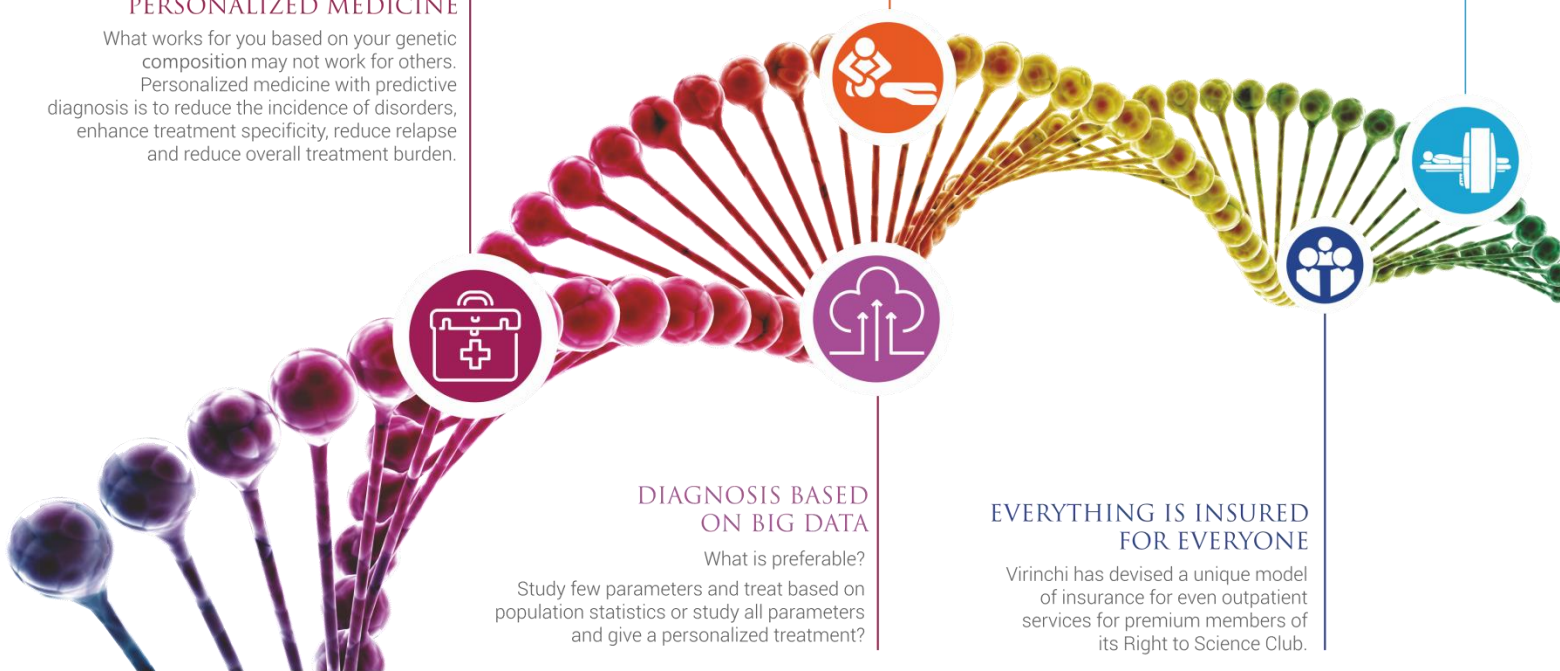 PERSONALIZED MEDICINE
What works for you based on your genetic
composition may not work for others.
Personalized medicine with predictive
diagnosis is to reduce the incidence of disorders,
enhance treatment specificity, reduce relapse
and reduce overall treatment burden.
DIAGNOSIS BASED
ON BIG DATA
What is preferable?
Study few parameters and treat based on
population statistics or study all parameters
and give a personalized treatment?
EVERYTHING IS INSURED
FOR EVERYONE
Virinchi has devised a unique model
of insurance for even outpatient
services for premium members of
its Right to Science Club.